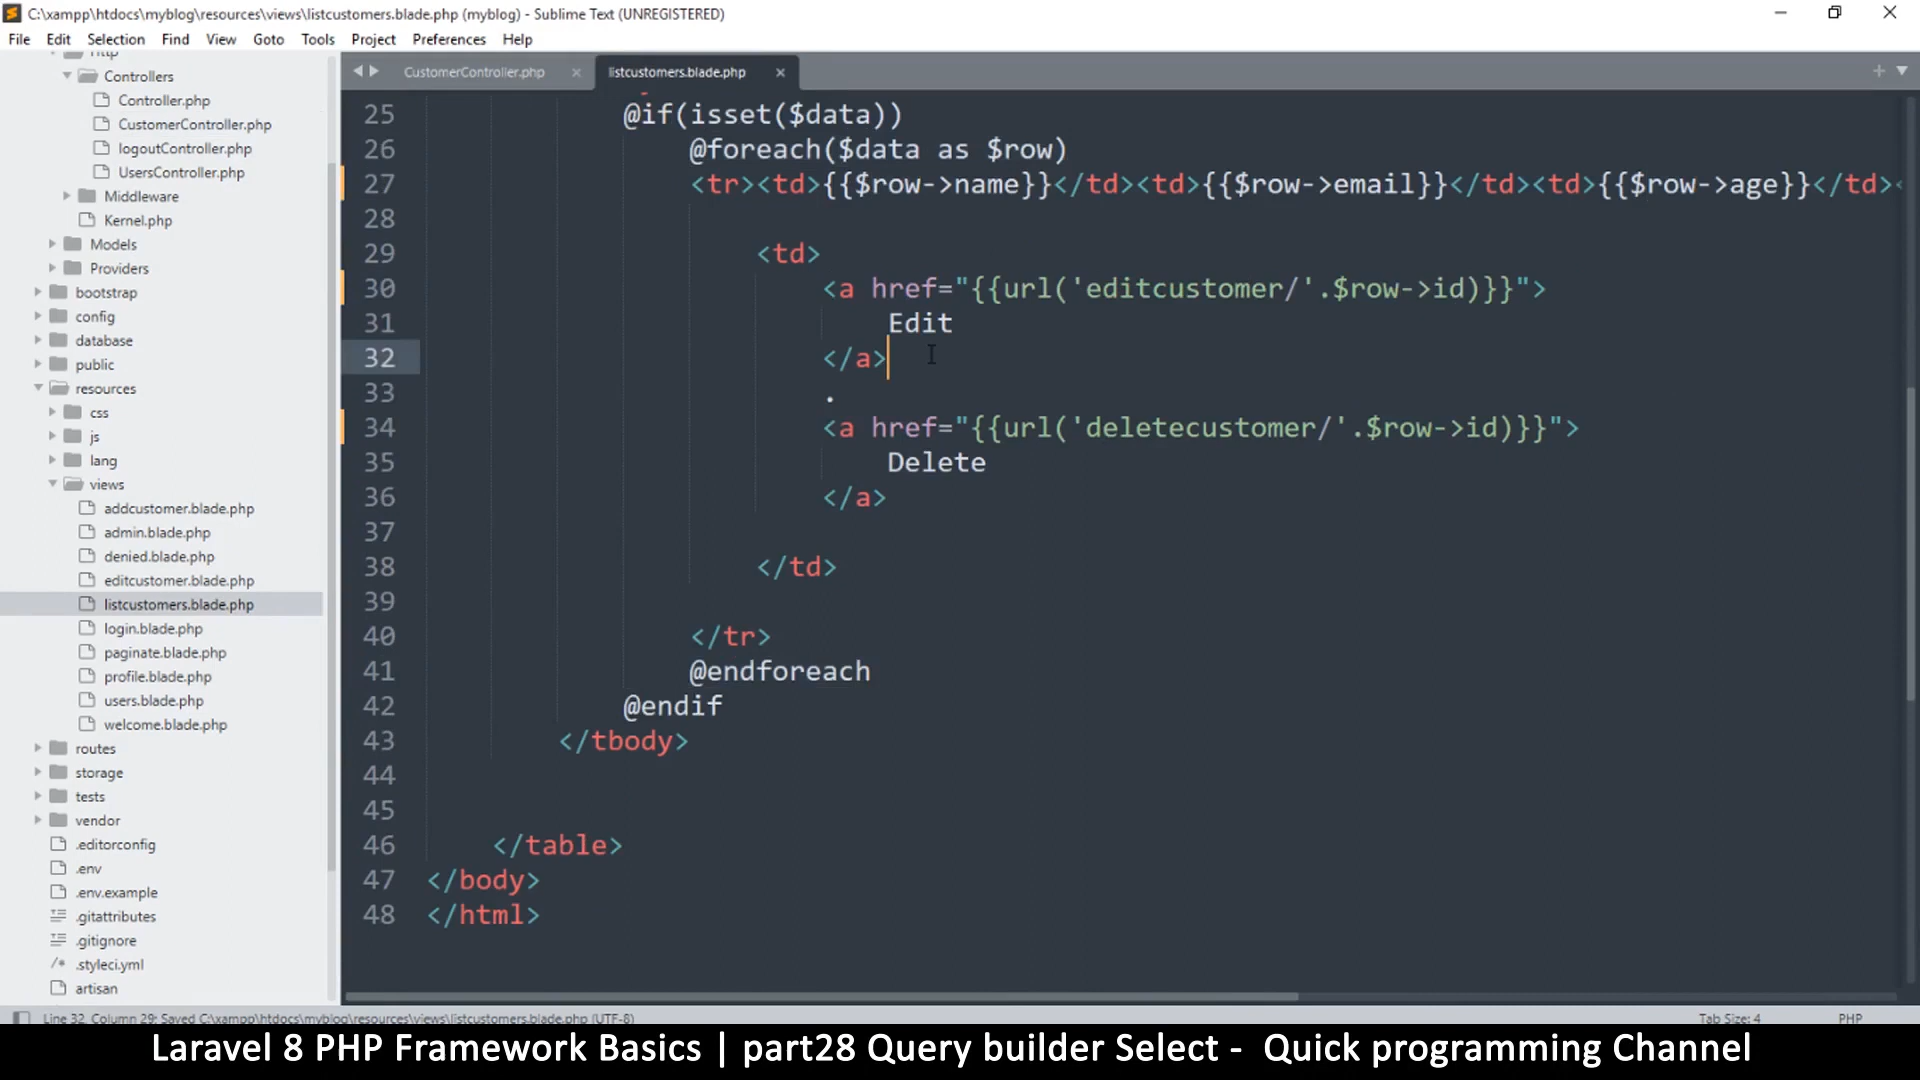 C:\xampp\htdocs\myblog\resources\views\listcustomers.blade.php (myblog) - Sublime Text (UNREGISTERED)
File Edit Selection Find View Goto Tools Project Preferences Help
Controllers
Controller.php
CustomerController.php
logoutController.php
UsersController.php
Middleware
Kernel.php
Models
Providers
bootstrap
config
database
public
resources
css
js
lang
views
addcustomer.blade.php
admin.blade.php
denied.blade.php
editcustomer.blade.php
listcustomers.blade.php
login.blade.php
paginate.blade.php
profile.blade.php
users.blade.php
welcome.blade.php
routes
storage
tests
vendor
.editorconfig
.env
.env.example
.gitattributes
.gitignore
/* .styleci.yml
artisan
CustomerController.php × listcustomers.blade.php ×
25 @if(isset($data))
26 @foreach($data as $row)
27 <tr><td>{{$row->name}}</td><td>{{$row->email}}</td><td>{{$row->age}}</td><
28
29 <td>
30 <a href="{{url('editcustomer/'.$row->id)}}">
31 Edit
32 </a>
33 .
34 <a href="{{url('deletecustomer/'.$row->id)}}">
35 Delete
36 </a>
37
38 </td>
39
40 </tr>
41 @endforeach
42 @endif
43 </tbody>
44
45
46 </table>
47 </body>
48 </html>
Line 32, Column 29; Saved C:\xampp\htdocs\myblog\resources\views\listcustomers.blade.php (UTF-8) Tab Size: 4 PHP
Laravel 8 PHP Framework Basics | part28 Query builder Select - Quick programming Channel